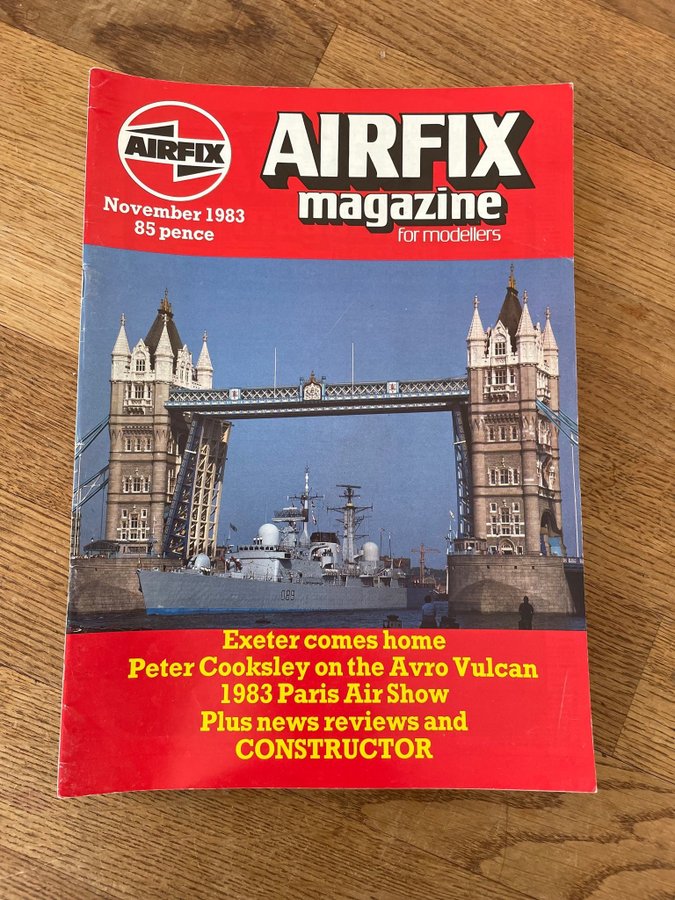 AIRFIX
November 1983
85 pence
AIRFIX
magazine
for modellers
D89
Exeter comes home
Peter Cooksley on the Avro Vulcan
1983 Paris Air Show
Plus news reviews and
CONSTRUCTOR